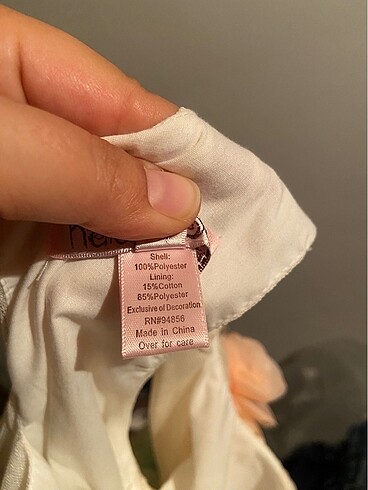 Shell:
100%Polyester
Lining:
15%Cotton
85%Polyester
Exclusive of Decoration
RN#94856
Made in China
Over for care